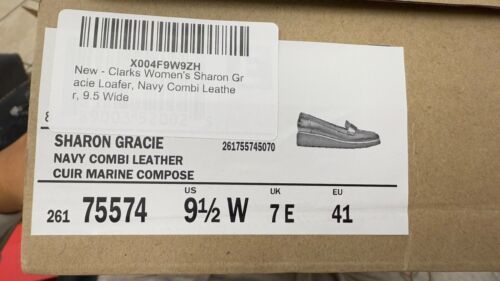 X004F9W9ZH
New - Clarks Women's Sharon Gr
acie Loafer, Navy Combi Leathe
r, 9.5 Wide
SHARON GRACIE
261755745070
NAVY COMBI LEATHER
CUIR MARINE COMPOSE
US UK EU
261 75574 9½ W 7 E 41